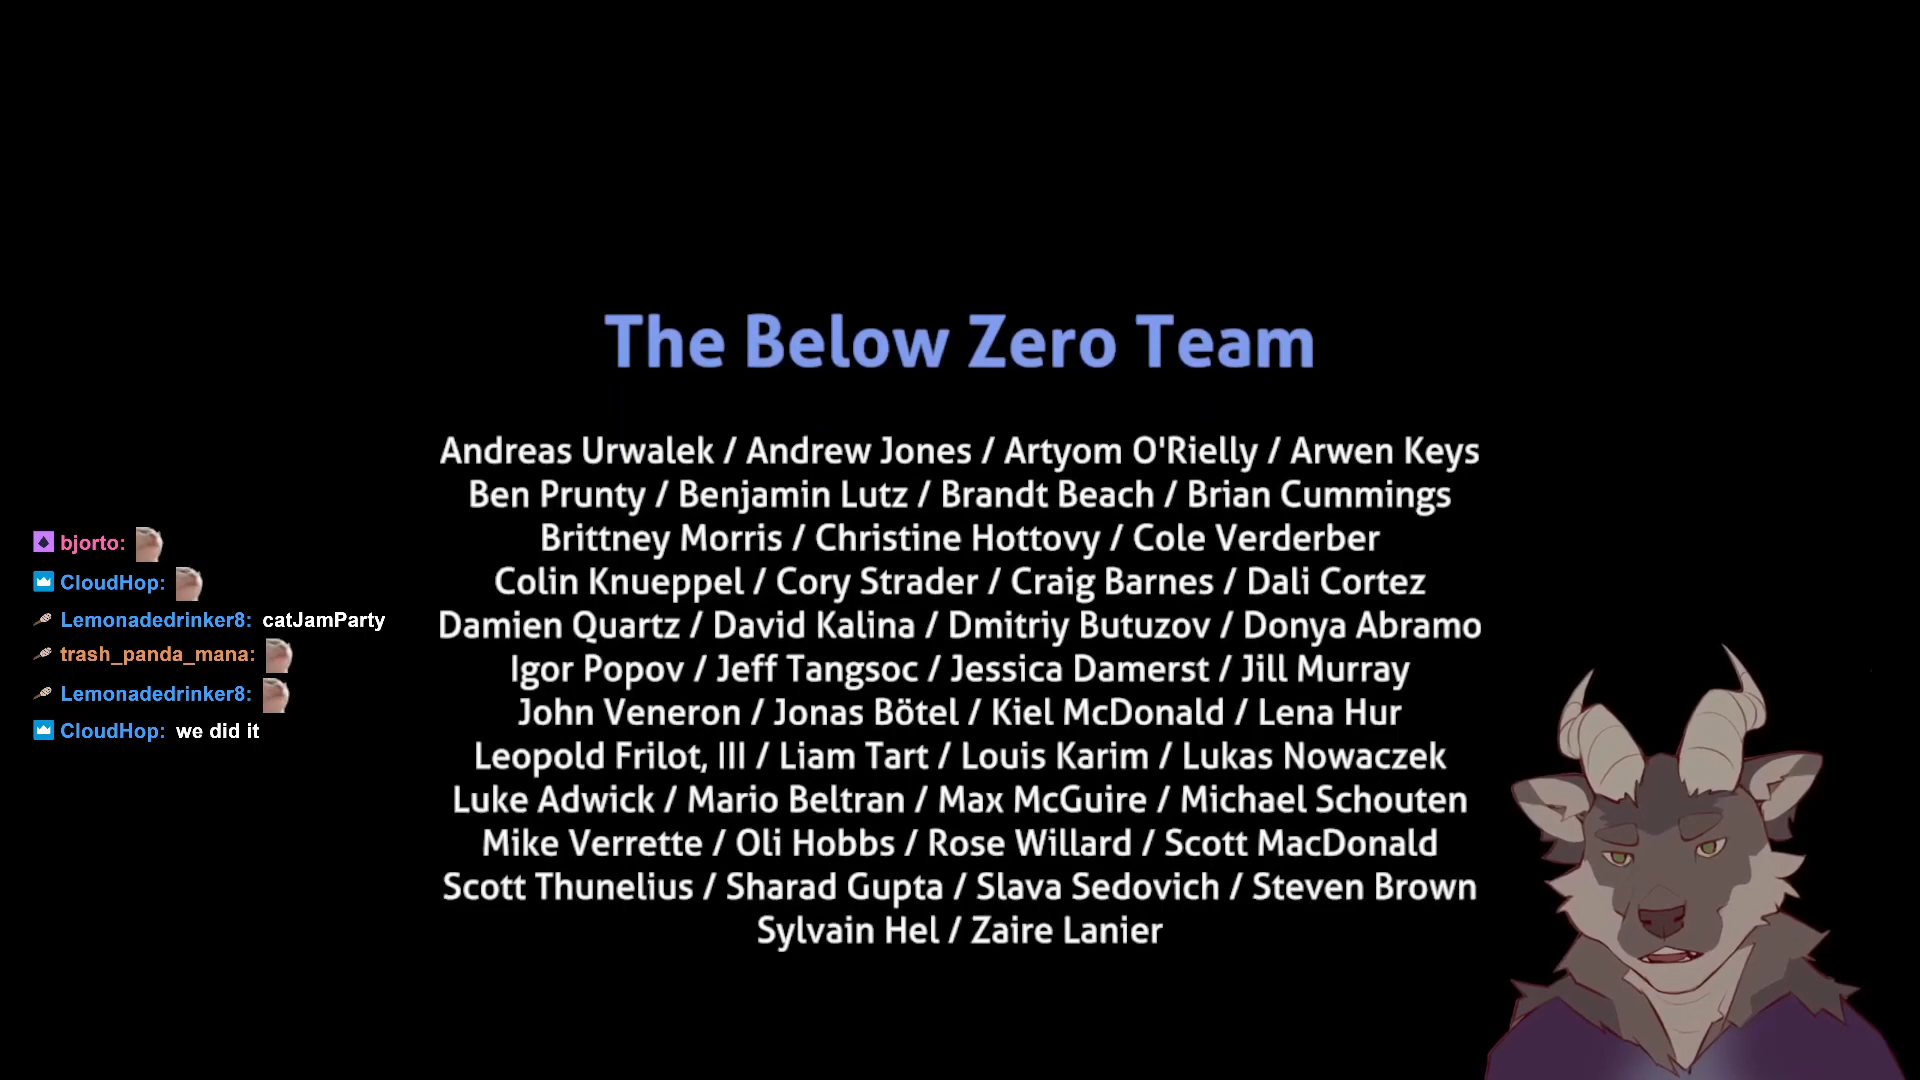 The Below Zero Team
Andreas Urwalek / Andrew Jones / Artyom O'Rielly / Arwen Keys
Ben Prunty / Benjamin Lutz / Brandt Beach / Brian Cummings
Brittney Morris / Christine Hottovy / Cole Verderber
Colin Knueppel / Cory Strader / Craig Barnes / Dali Cortez
Damien Quartz / David Kalina / Dmitriy Butuzov / Donya Abramo
Igor Popov / Jeff Tangsoc / Jessica Damerst / Jill Murray
John Veneron / Jonas Bötel / Kiel McDonald / Lena Hur
Leopold Frilot, III / Liam Tart / Louis Karim / Lukas Nowaczek
Luke Adwick / Mario Beltran / Max McGuire / Michael Schouten
Mike Verrette / Oli Hobbs / Rose Willard / Scott MacDonald
Scott Thunelius / Sharad Gupta / Slava Sedovich / Steven Brown
Sylvain Hel / Zaire Lanier
bjorto:
CloudHop:
Lemonadedrinker8: catJamParty
trash_panda_mana:
Lemonadedrinker8:
CloudHop: we did it